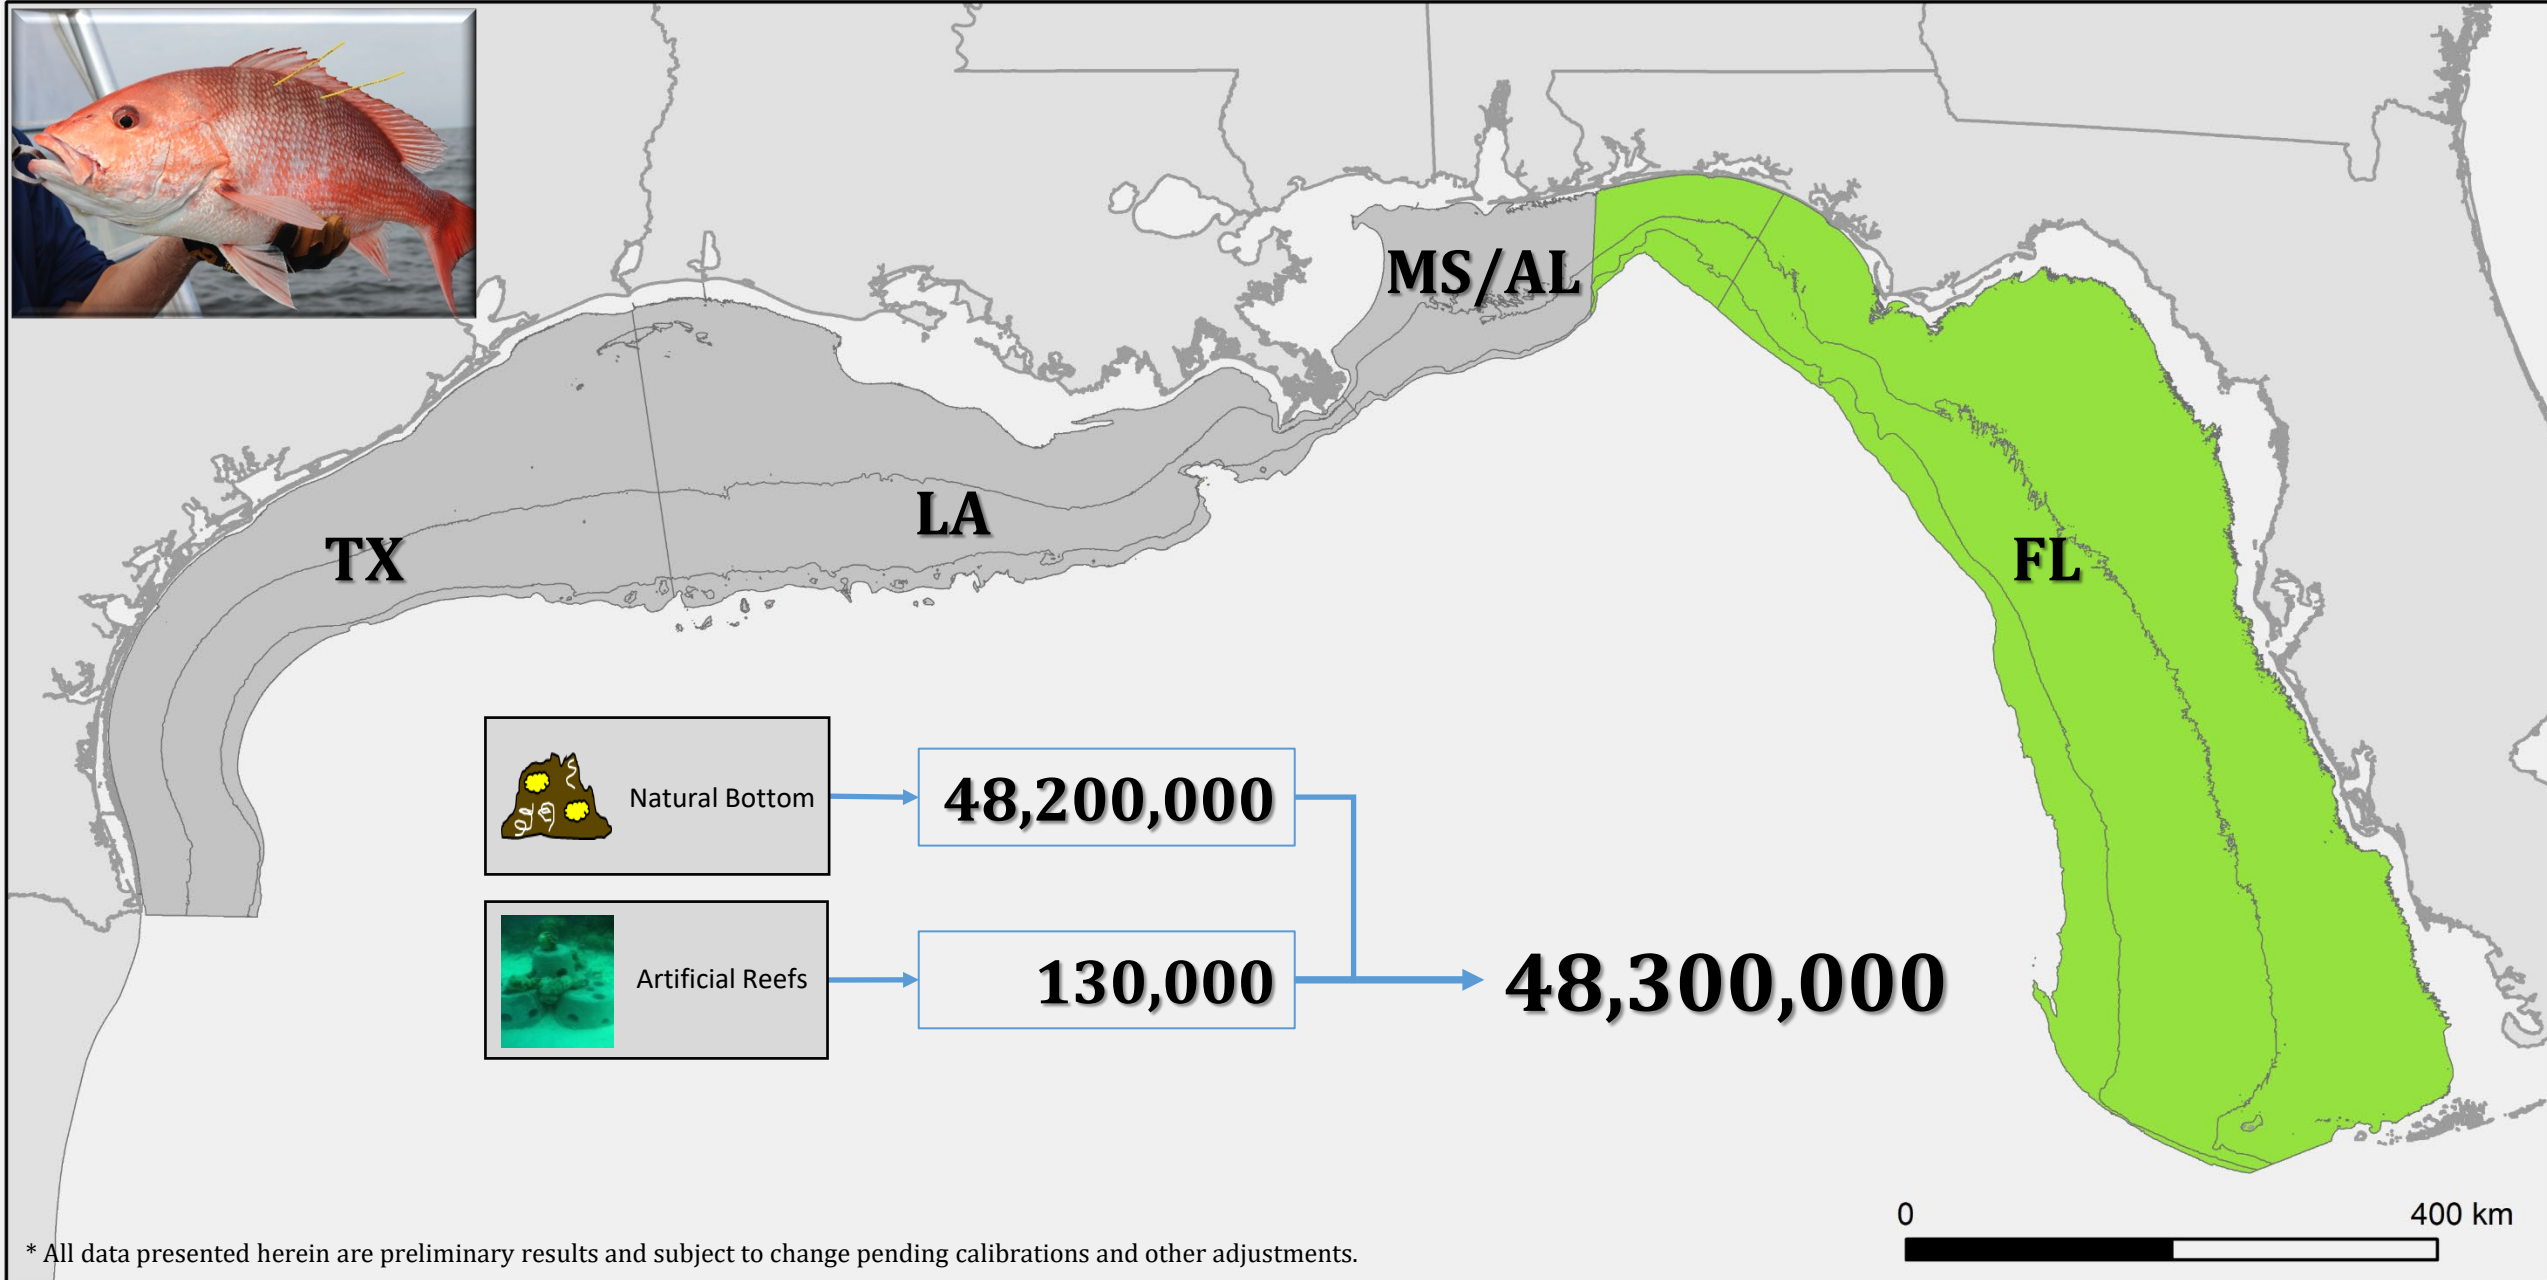 MS/AL
LA
TX
FL
Natural Bottom
48,200,000
Artificial Reefs
130,000
48,300,000
0
400 km
* All data presented herein are preliminary results and subject to change pending calibrations and other adjustments.